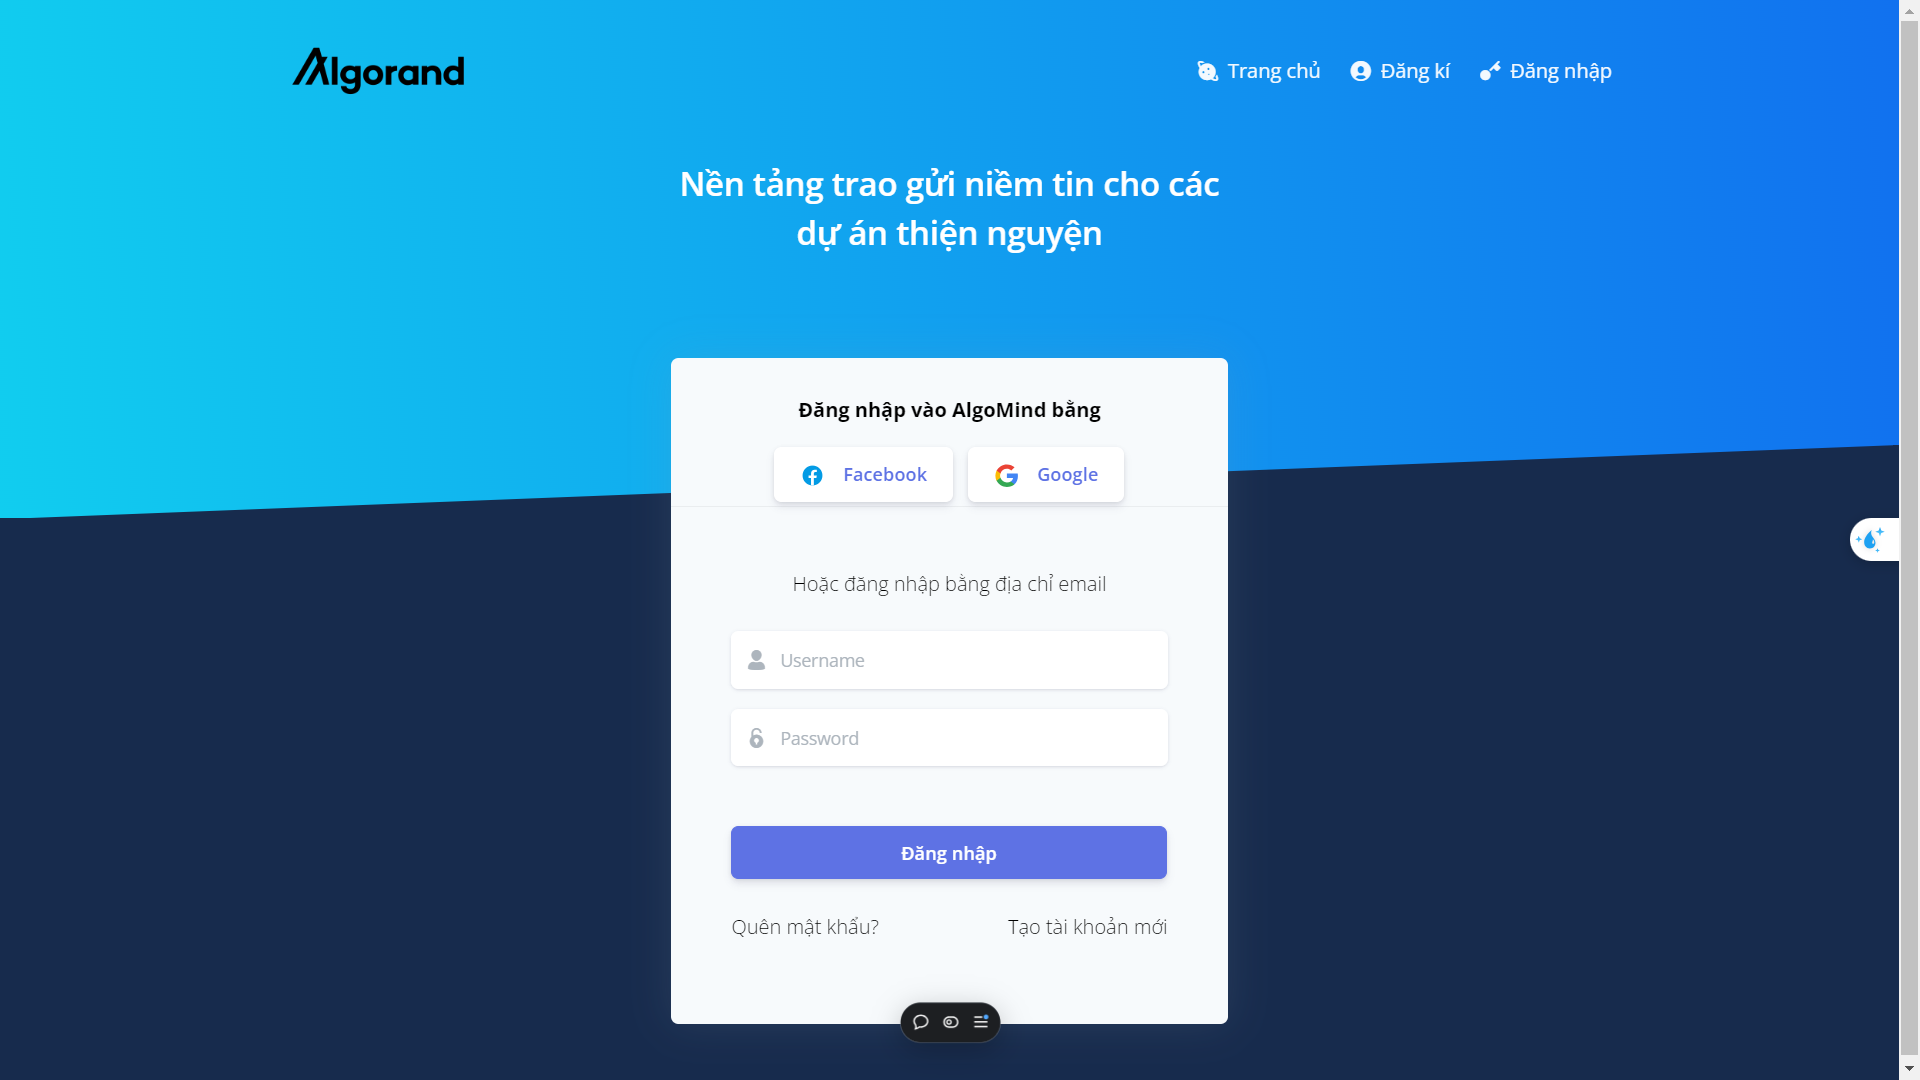 Algorand
Trang chủ
Đăng kí
Đăng nhập
Nền tảng trao gửi niềm tin cho các
dự án thiện nguyện
Đăng nhập vào AlgoMind bằng
Facebook
Google
Hoặc đăng nhập bằng địa chỉ email
Username
Password
Đăng nhập
Quên mật khẩu?
Tạo tài khoản mới